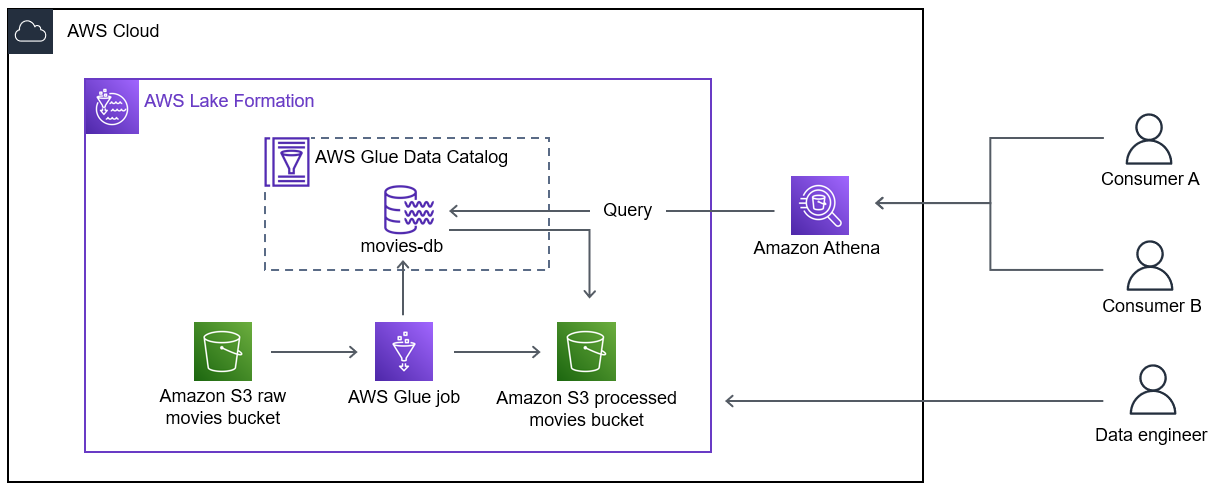 AWS Cloud
AWS Lake Formation
AWS Glue Data Catalog
movies-db
Query
Amazon Athena
Consumer A
Consumer B
Amazon S3 raw
movies bucket
AWS Glue job
Amazon S3 processed
movies bucket
Data engineer